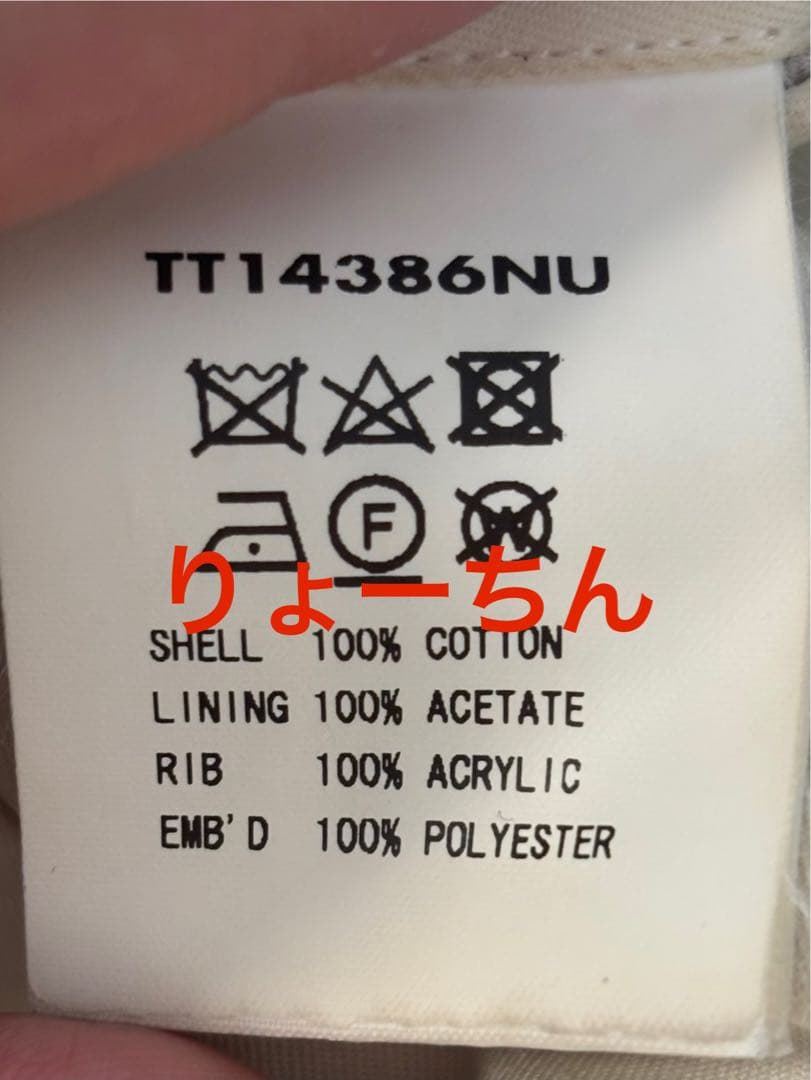 TT14386NU
F
W
りょーちん
SHELL 100% COTTON
LINING 100% ACETATE
RIB 100% ACRYLIC
EMB'D 100% POLYESTER